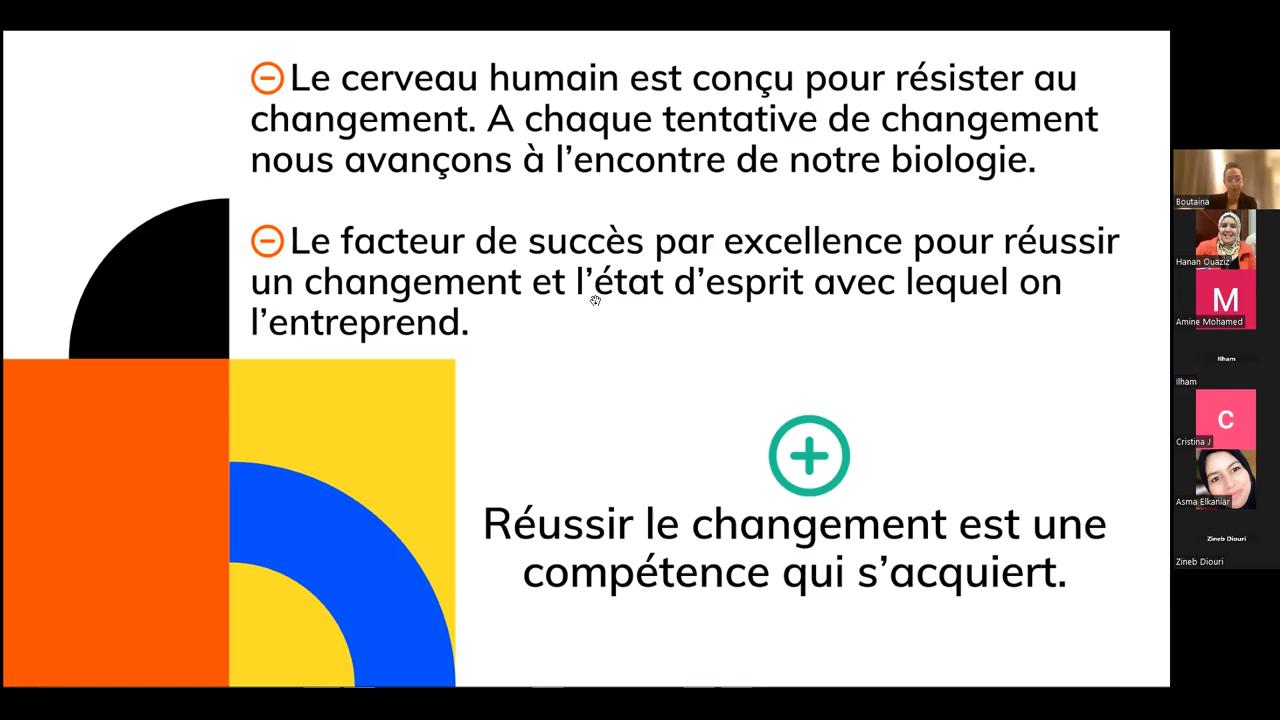 Le cerveau humain est conçu pour résister au
changement. A chaque tentative de changement
nous avançons à l'encontre de notre biologie.
Le facteur de succès par excellence pour réussir
un changement et l'état d'esprit avec lequel on
l'entreprend.
Réussir le changement est une
compétence qui s'acquiert.
Boutaina
Hanan Ouaziz
M
Amine Mohamed
Ilham
Ilham
C
Cristina J
Asma Elkaniar
Zineb Diouri
Zineb Diouri